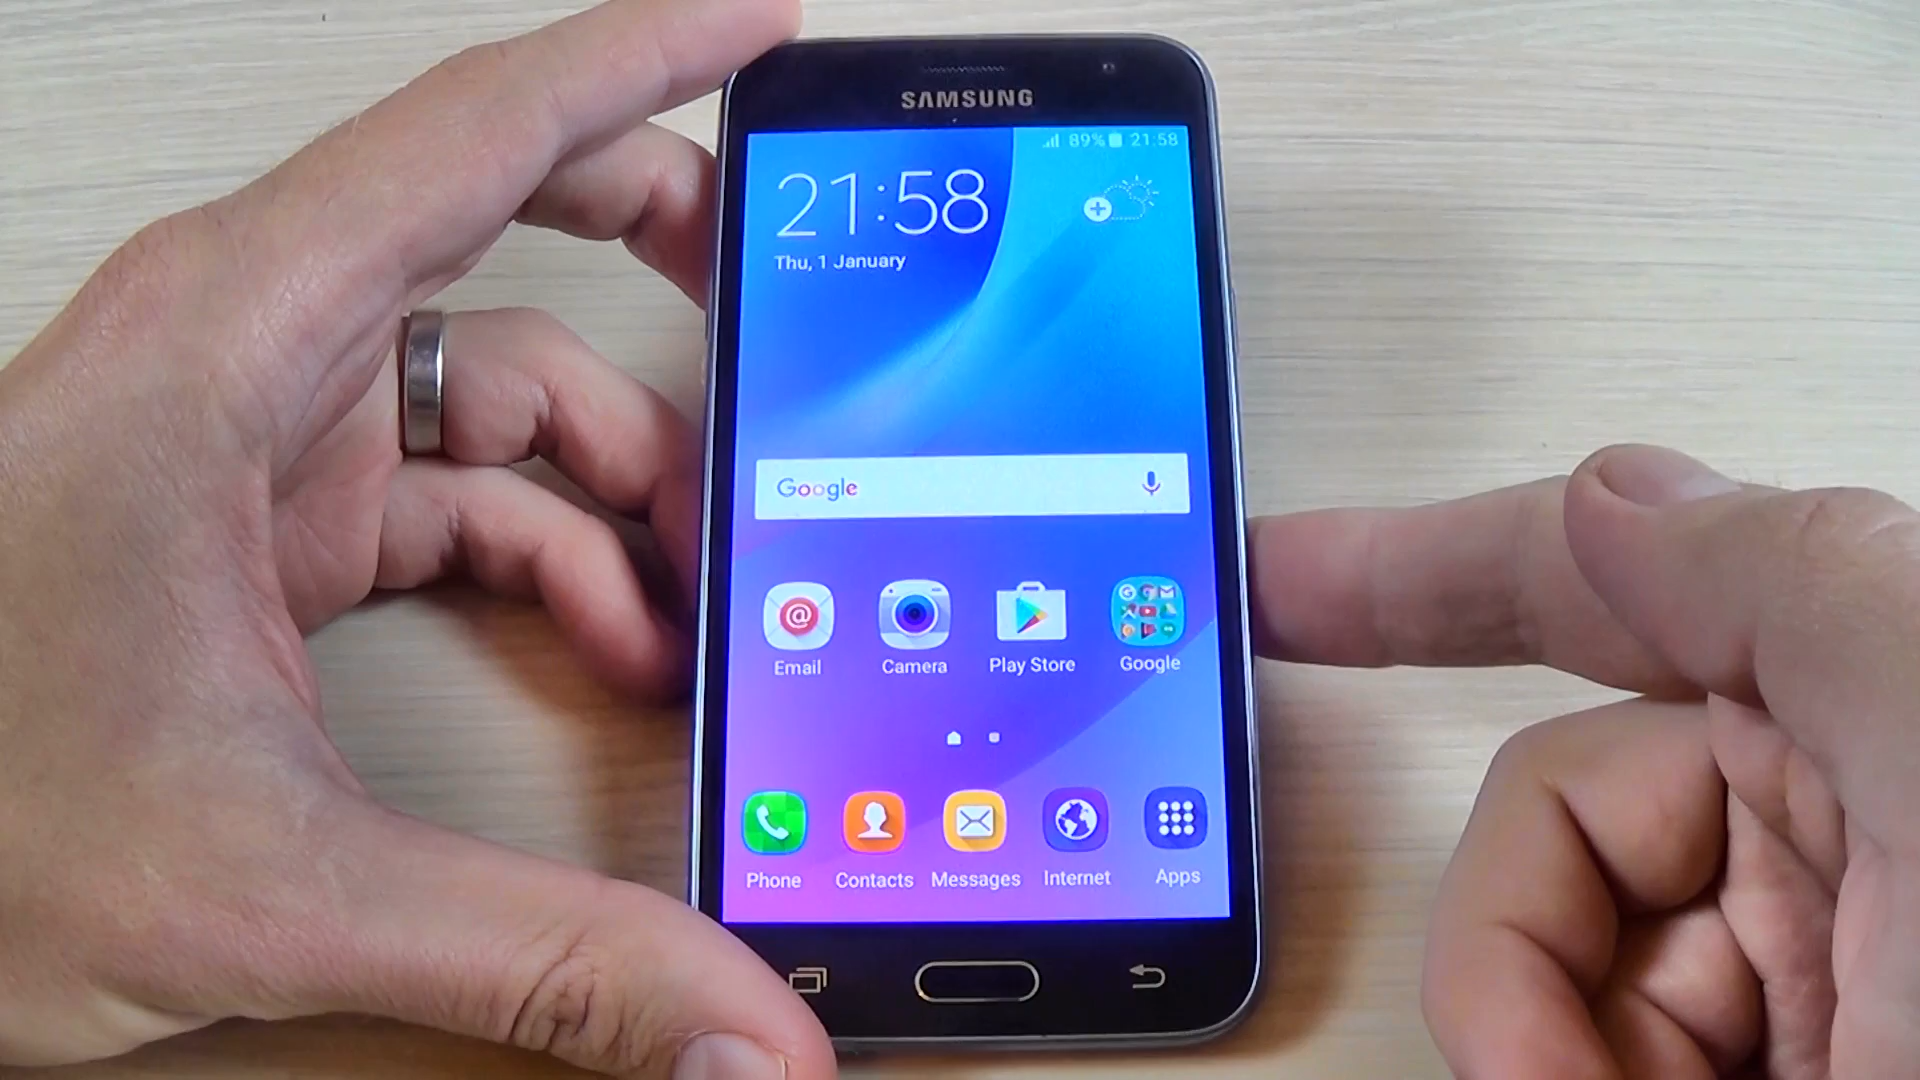 SAMSUNG
89% 21:58
21:58
Thu, 1 January
Google
Email Camera Play Store Google
Phone Contacts Messages Internet Apps